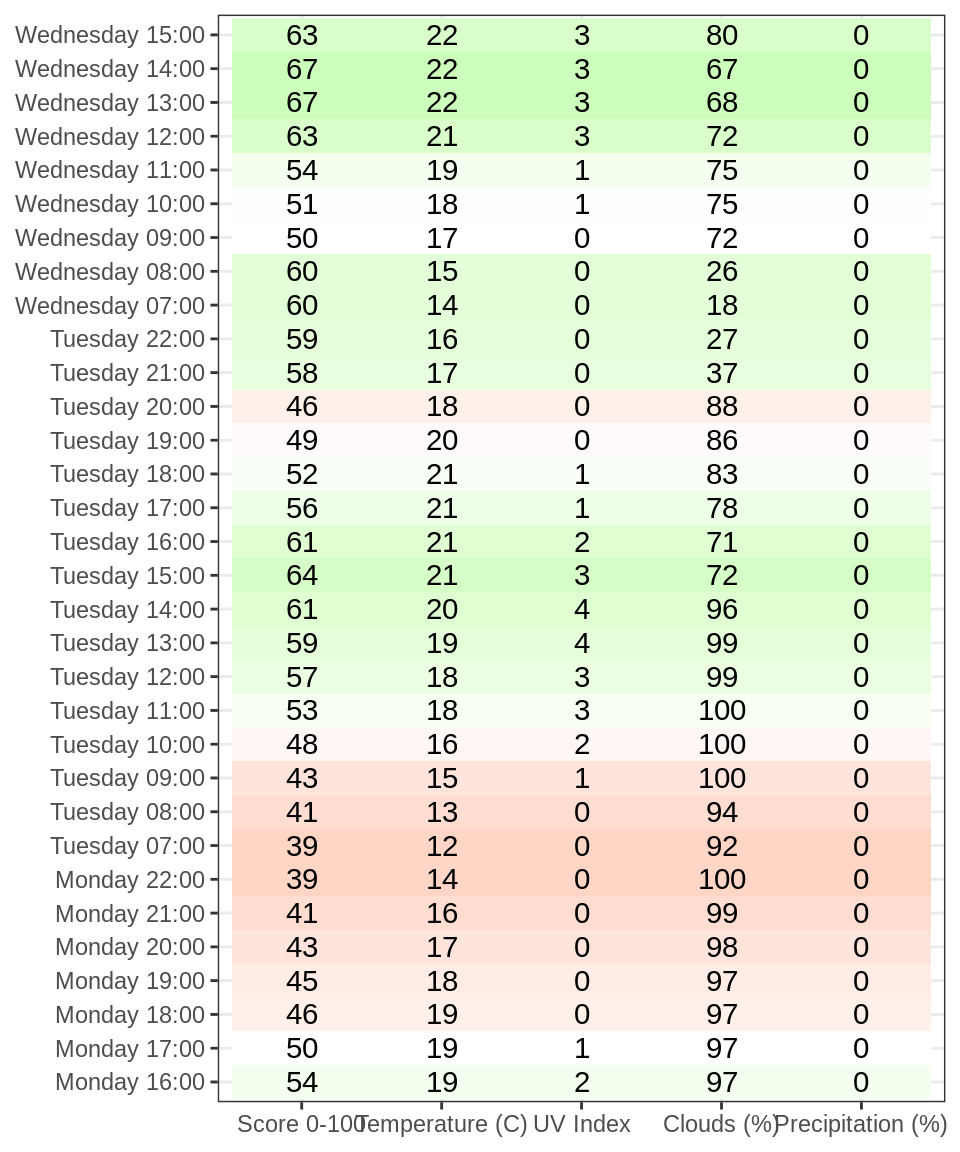 Wednesday 15:00 63 22 3 80 0
Wednesday 14:00 67 22 3 67 0
Wednesday 13:00 67 22 3 68 0
Wednesday 12:00 63 21 3 72 0
Wednesday 11:00 54 19 1 75 0
Wednesday 10:00 51 18 1 75 0
Wednesday 09:00 50 17 0 72 0
Wednesday 08:00 60 15 0 26 0
Wednesday 07:00 60 14 0 18 0
Tuesday 22:00 59 16 0 27 0
Tuesday 21:00 58 17 0 37 0
Tuesday 20:00 46 18 0 88 0
Tuesday 19:00 49 20 0 86 0
Tuesday 18:00 52 21 1 83 0
Tuesday 17:00 56 21 1 78 0
Tuesday 16:00 61 21 2 71 0
Tuesday 15:00 64 21 3 72 0
Tuesday 14:00 61 20 4 96 0
Tuesday 13:00 59 19 4 99 0
Tuesday 12:00 57 18 3 99 0
Tuesday 11:00 53 18 3 100 0
Tuesday 10:00 48 16 2 100 0
Tuesday 09:00 43 15 1 100 0
Tuesday 08:00 41 13 0 94 0
Tuesday 07:00 39 12 0 92 0
Monday 22:00 39 14 0 100 0
Monday 21:00 41 16 0 99 0
Monday 20:00 43 17 0 98 0
Monday 19:00 45 18 0 97 0
Monday 18:00 46 19 0 97 0
Monday 17:00 50 19 1 97 0
Monday 16:00 54 19 2 97 0
Score 0-100 Temperature (C) UV Index Clouds (%) Precipitation (%)